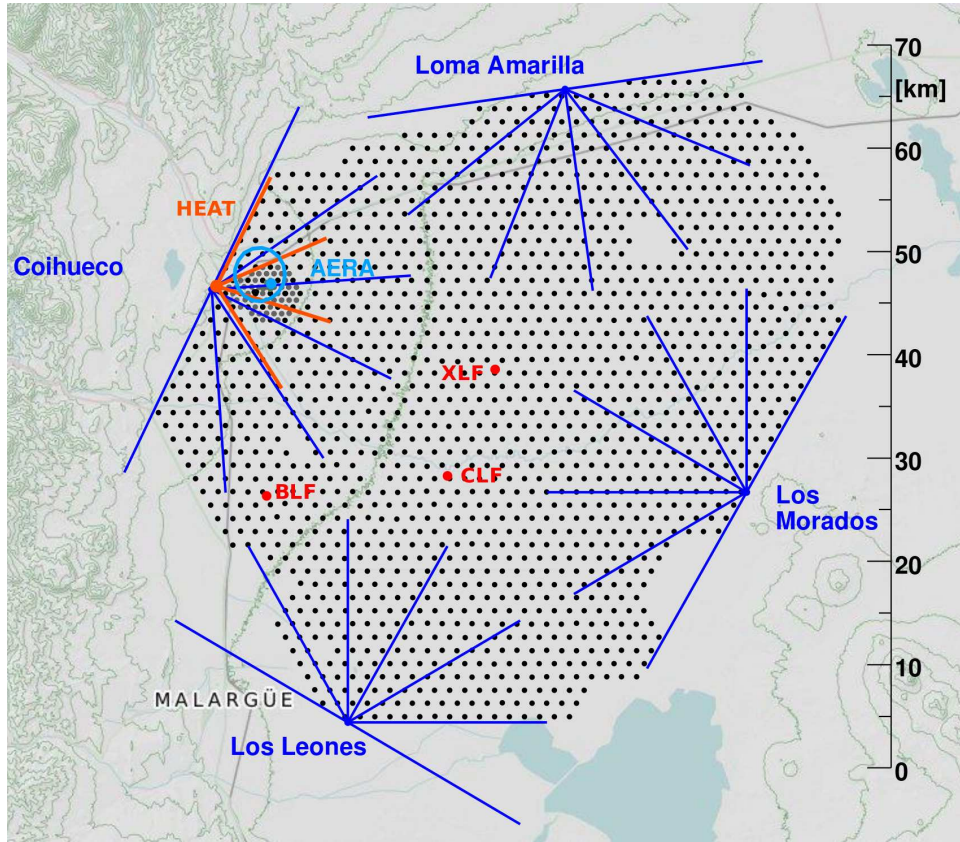 70
Loma Amarilla
[km]
60
HEAT
50
Coihueco
AERA
40
XLF
30
CLF
BLF
Los
Morados
20
10
MALARGÜE
Los Leones
0